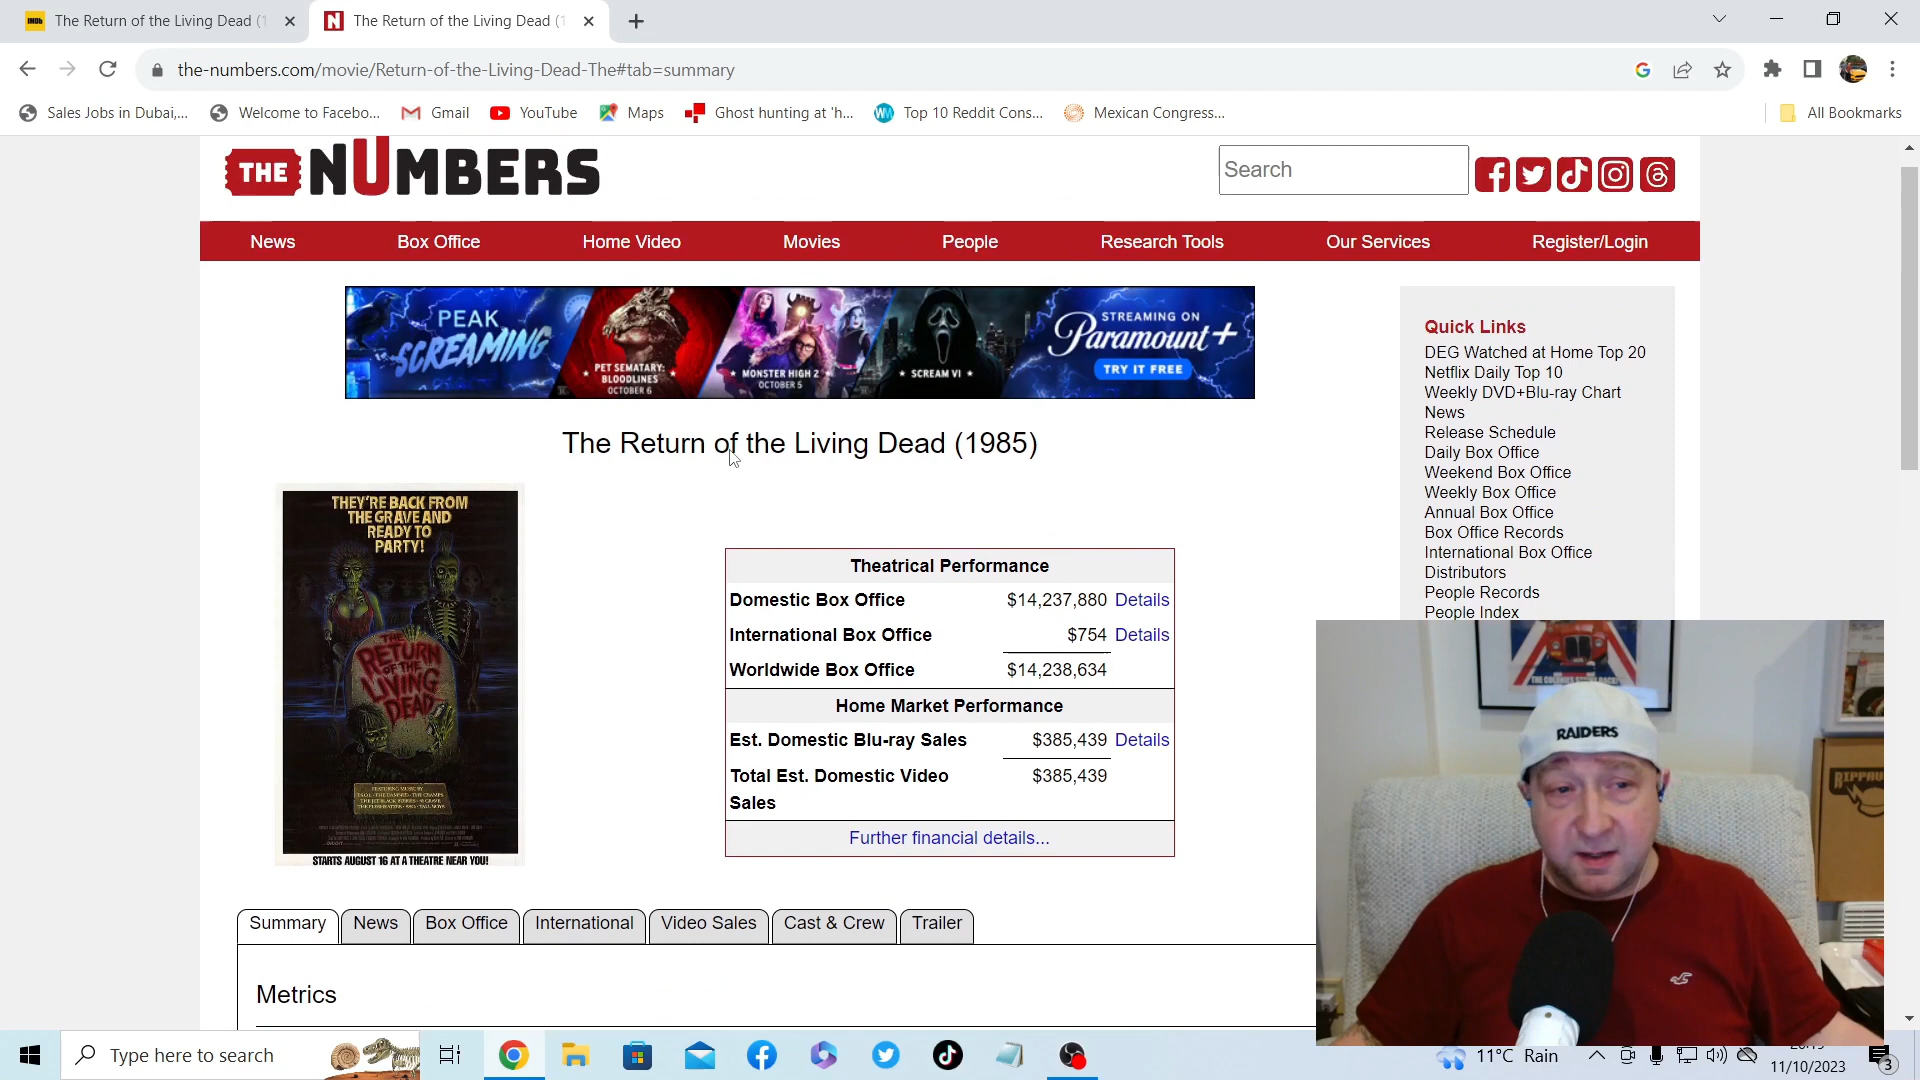 The Return of the Living Dead (1
The Return of the Living Dead (1
the-numbers.com/movie/Return-of-the-Living-Dead-The#tab=summary
Sales Jobs in Dubai,...
Welcome to Facebo...
Gmail
YouTube
Maps
Ghost hunting at 'h...
Top 10 Reddit Cons...
Mexican Congress...
All Bookmarks
THE NUMBERS
Search
News
Box Office
Home Video
Movies
People
Research Tools
Our Services
Register/Login
PEAK
SCREAMING
PET SEMATARY:
BLOODLINES
OCTOBER 6
MONSTER HIGH 2
OCTOBER 5
SCREAM VI
STREAMING ON
Paramount+
TRY IT FREE
Quick Links
DEG Watched at Home Top 20
Netflix Daily Top 10
Weekly DVD+Blu-ray Chart
News
Release Schedule
Daily Box Office
Weekend Box Office
Weekly Box Office
Annual Box Office
Box Office Records
International Box Office
Distributors
People Records
People Index
The Return of the Living Dead (1985)
THEY'RE BACK FROM
THE GRAVE AND
READY TO
PARTY!
THE
RETURN
OF THE
LIVING
DEAD
STARTS AUGUST 16 AT A THEATRE NEAR YOU!
Theatrical Performance
Domestic Box Office $14,237,880 Details
International Box Office $754 Details
Worldwide Box Office $14,238,634
Home Market Performance
Est. Domestic Blu-ray Sales $385,439 Details
Total Est. Domestic Video $385,439
Sales
Further financial details...
Summary
News
Box Office
International
Video Sales
Cast & Crew
Trailer
Metrics
RAIDERS
Type here to search
11°C Rain
11/10/2023
3